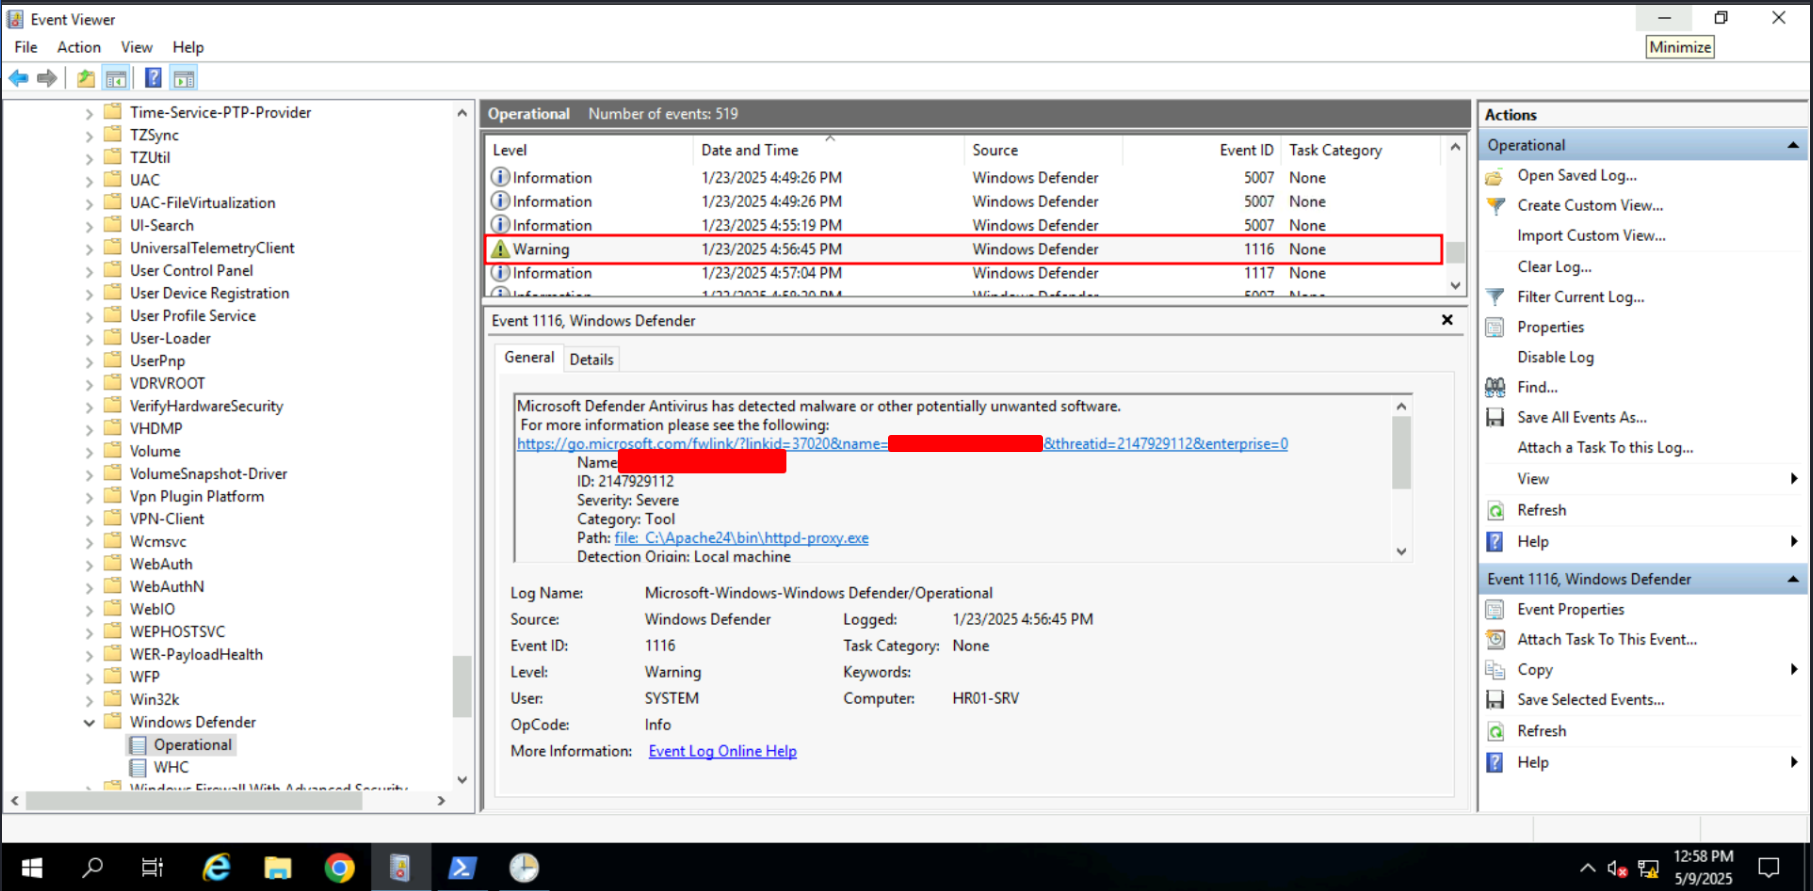 Event Viewer
File Action View Help
Minimize
Time-Service-PTP-Provider
TZSync
TZUtil
UAC
UAC-FileVirtualization
UI-Search
UniversalTelemetryClient
User Control Panel
User Device Registration
User Profile Service
User-Loader
UserPnp
VDRVROOT
VerifyHardwareSecurity
VHDMP
Volume
VolumeSnapshot-Driver
Vpn Plugin Platform
VPN-Client
Wcmsvc
WebAuth
WebAuthN
WebIO
WEPHOSTSVC
WER-PayloadHealth
WFP
Win32k
Windows Defender
Operational
WHC
Windows Firewall With Advanced Security
Operational Number of events: 519
Level Date and Time Source Event ID Task Category
Information 1/23/2025 4:49:26 PM Windows Defender 5007 None
Information 1/23/2025 4:49:26 PM Windows Defender 5007 None
Information 1/23/2025 4:55:19 PM Windows Defender 5007 None
Warning 1/23/2025 4:56:45 PM Windows Defender 1116 None
Information 1/23/2025 4:57:04 PM Windows Defender 1117 None
Information 1/23/2025 Windows Defender 5007 None
Event 1116, Windows Defender
General Details
Microsoft Defender Antivirus has detected malware or other potentially unwanted software.
For more information please see the following:
https://go.microsoft.com/fwlink/?linkid=37020&name= &threatid=2147929112&enterprise=0
Name
ID: 2147929112
Severity: Severe
Category: Tool
Path: file:_C:\Apache24\bin\httpd-proxy.exe
Detection Origin: Local machine
Log Name: Microsoft-Windows-Windows Defender/Operational
Source: Windows Defender Logged: 1/23/2025 4:56:45 PM
Event ID: 1116 Task Category: None
Level: Warning Keywords:
User: SYSTEM Computer: HR01-SRV
OpCode: Info
More Information: Event Log Online Help
Actions
Operational
Open Saved Log...
Create Custom View...
Import Custom View...
Clear Log...
Filter Current Log...
Properties
Disable Log
Find...
Save All Events As...
Attach a Task To this Log...
View
Refresh
Help
Event 1116, Windows Defender
Event Properties
Attach Task To This Event...
Copy
Save Selected Events...
Refresh
Help
12:58 PM
5/9/2025